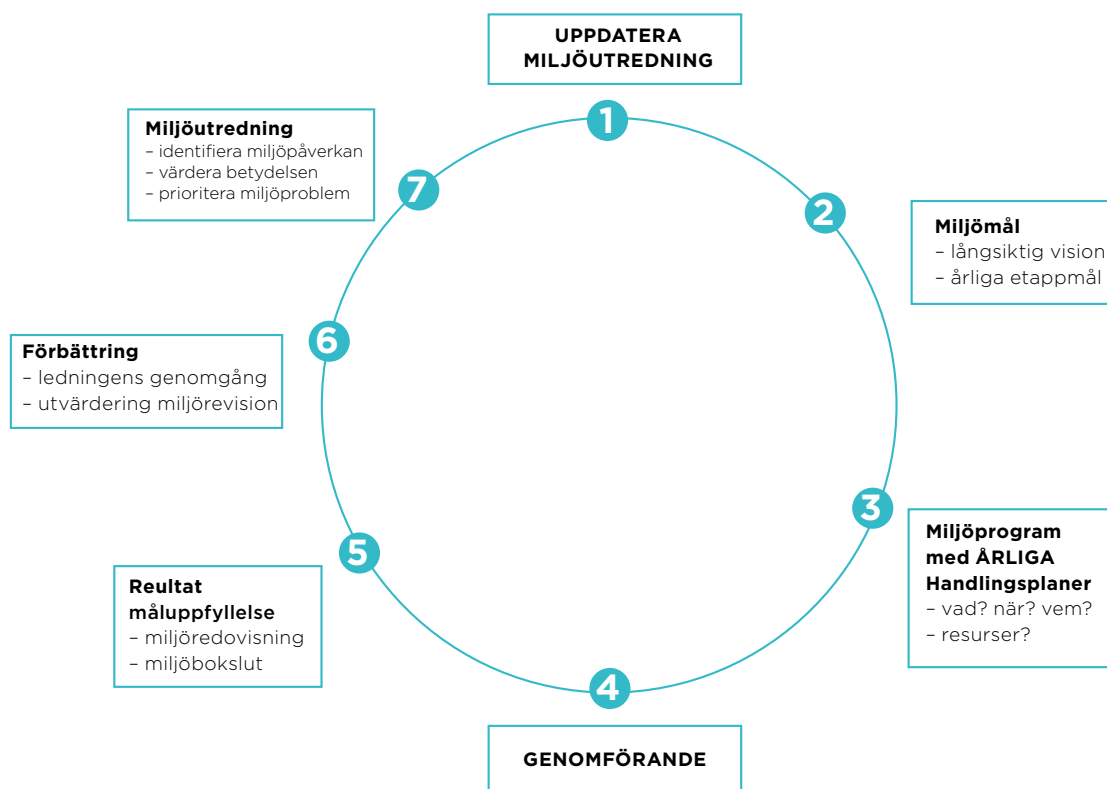 UPPDATERA
MILJÖUTREDNING
1
2
Miljömål
– långsiktig vision
– årliga etappmål
3
Miljöprogram
med ÅRLIGA
Handlingsplaner
– vad? när? vem?
– resurser?
4
GENOMFÖRANDE
5
Reultat
måluppfyllelse
– miljöredovisning
– miljöbokslut
6
Förbättring
– ledningens genomgång
– utvärdering miljörevision
7
Miljöutredning
– identifiera miljöpåverkan
– värdera betydelsen
– prioritera miljöproblem